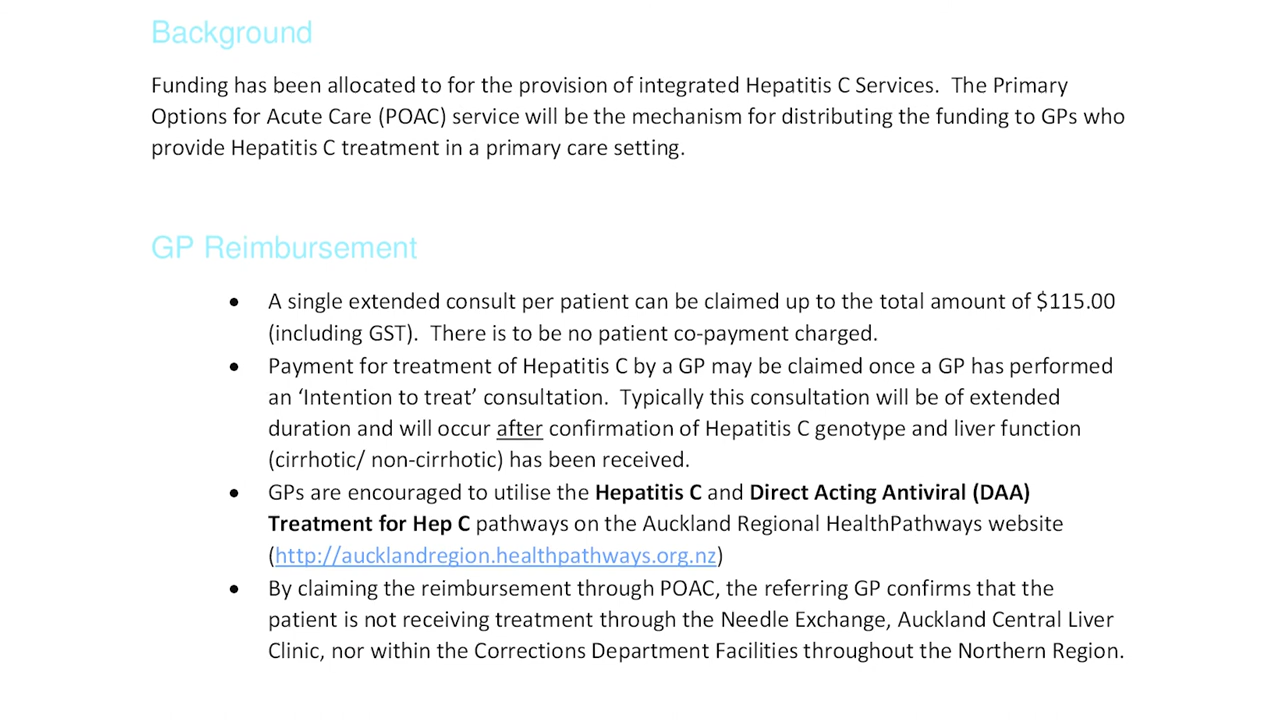 Background
Funding has been allocated to for the provision of integrated Hepatitis C Services.  The Primary
Options for Acute Care (POAC) service will be the mechanism for distributing the funding to GPs who
provide Hepatitis C treatment in a primary care setting.
GP Reimbursement
• A single extended consult per patient can be claimed up to the total amount of $115.00
(including GST).  There is to be no patient co-payment charged.
• Payment for treatment of Hepatitis C by a GP may be claimed once a GP has performed
an ‘Intention to treat’ consultation.  Typically this consultation will be of extended
duration and will occur after confirmation of Hepatitis C genotype and liver function
(cirrhotic/ non-cirrhotic) has been received.
• GPs are encouraged to utilise the Hepatitis C and Direct Acting Antiviral (DAA)
Treatment for Hep C pathways on the Auckland Regional HealthPathways website
(http://aucklandregion.healthpathways.org.nz)
• By claiming the reimbursement through POAC, the referring GP confirms that the
patient is not receiving treatment through the Needle Exchange, Auckland Central Liver
Clinic, nor within the Corrections Department Facilities throughout the Northern Region.